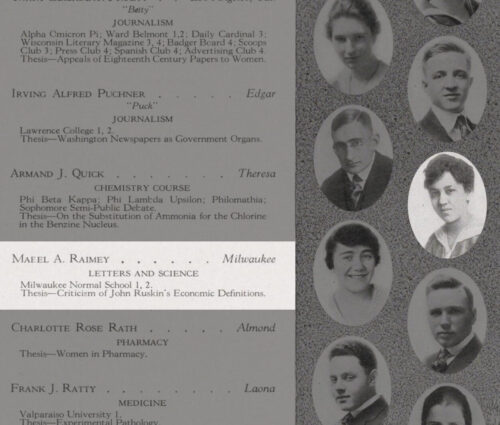 "Betty"
JOURNALISM
Alpha Omicron Pi; Ward Belmont 1,2; Daily Cardinal 3;
Wisconsin Literary Magazine 3, 4; Badger Board 4; Scoops
Club 3; Press Club 4; Spanish Club 4; Advertising Club 4.
Thesis—Appeals of Eighteenth Century Papers to Women.
Irving Alfred Puchner . . . . . Edgar
"Puck"
JOURNALISM
Lawrence College 1, 2.
Thesis—Washington Newspapers as Government Organs.
Armand J. Quick . . . . . . Theresa
CHEMISTRY COURSE
Phi Beta Kappa; Phi Lambda Upsilon; Philomathia;
Sophomore Semi-Public Debate.
Thesis—On the Substitution of Ammonia for the Chlorine
in the Benzine Nucleus.
Mabel A. Raimey . . . . . . Milwaukee
LETTERS AND SCIENCE
Milwaukee Normal School 1, 2.
Thesis—Criticism of John Ruskin's Economic Definitions.
Charlotte Rose Rath . . . . . Almond
PHARMACY
Thesis—Women in Pharmacy.
Frank J. Ratty . . . . . . . Laona
MEDICINE
Valparaiso University 1.
Thesis—Experimental Pathology